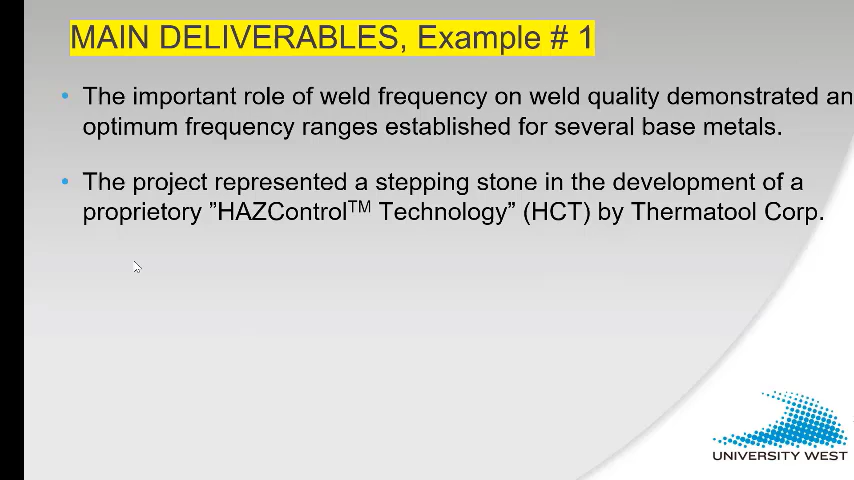 MAIN DELIVERABLES, Example # 1
• The important role of weld frequency on weld quality demonstrated an
optimum frequency ranges established for several base metals.
• The project represented a stepping stone in the development of a
proprietory ”HAZControl™ Technology” (HCT) by Thermatool Corp.
UNIVERSITY WEST